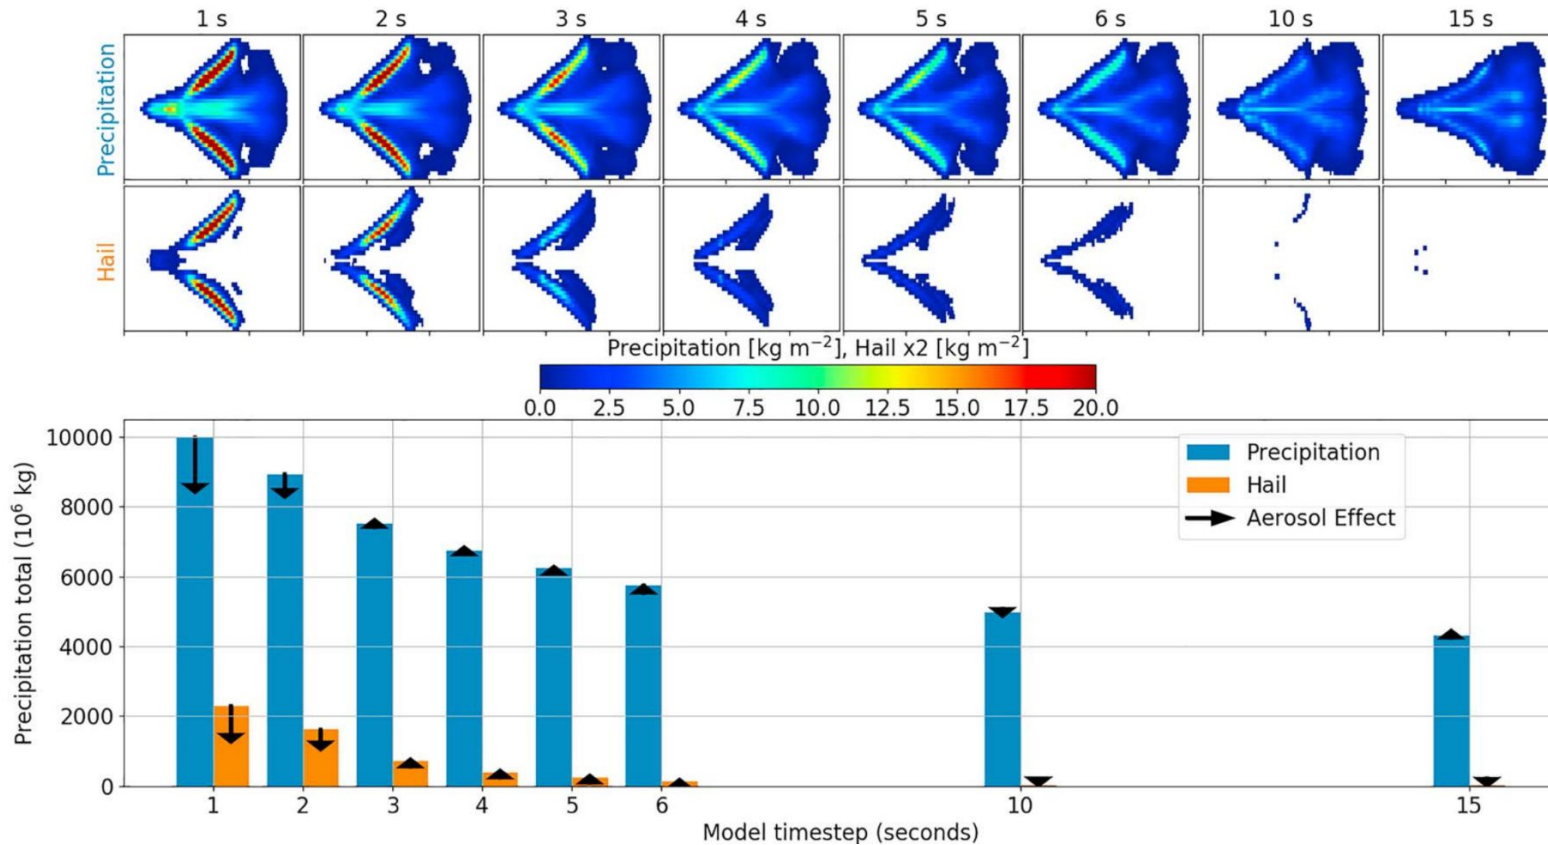 1 s 2 s 3 s 4 s 5 s 6 s 10 s 15 s
Precipitation
Hail
Precipitation [kg m⁻²], Hail x2 [kg m⁻²]
0.0 2.5 5.0 7.5 10.0 12.5 15.0 17.5 20.0
Precipitation total (10⁶ kg)
10000
8000
6000
4000
2000
0
Precipitation
Hail
Aerosol Effect
1 2 3 4 5 6 10 15
Model timestep (seconds)